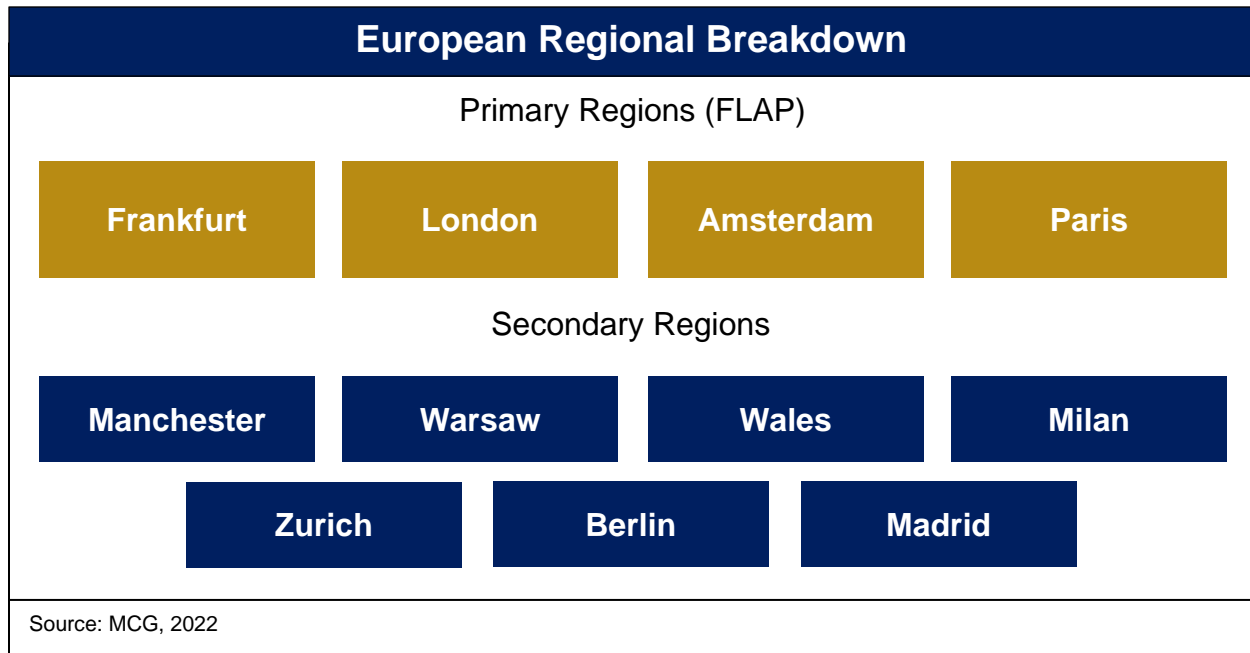 European Regional Breakdown
Primary Regions (FLAP)
Frankfurt London Amsterdam Paris
Secondary Regions
Manchester Warsaw Wales Milan
Zurich Berlin Madrid
Source: MCG, 2022